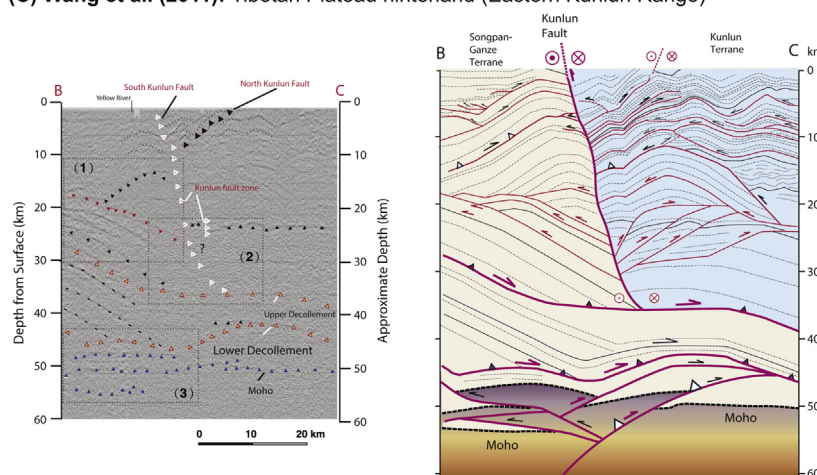 (C) Wang et al. (2011): Tibetan Plateau hinterland (Eastern Kunlun Range)
B
South Kunlun Fault
North Kunlun Fault
C
Yellow River
0
10
20
30
40
50
60
Depth from Surface (km)
(1)
Kunlun fault zone
?
(2)
Upper Decollement
Lower Decollement
Moho
(3)
0
10
20
30
40
50
60
Approximate Depth (km)
0 20 km
Kunlun
Fault
B
Songpan-
Ganze
Terrane
Kunlun
Terrane
C
0
10
20
30
40
50
60
Moho
Moho